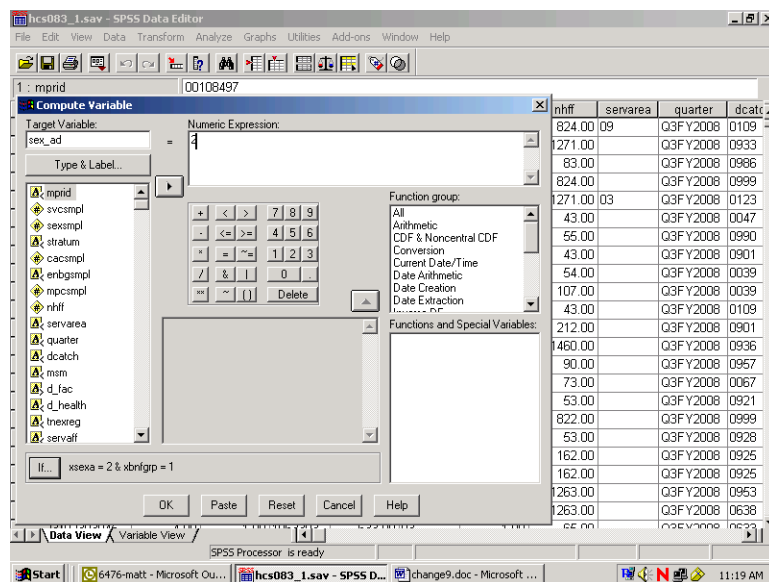 hcs083_1.sav - SPSS Data Editor
File Edit View Data Transform Analyze Graphs Utilities Add-ons Window Help
1 : mprid 00108497
Compute Variable
Target Variable: Numeric Expression:
sex_ad = 2
Type & Label...
mprid
svcsmpl
sexsmpl
stratum
cacsmpl
enbgsmpl
mpcsmpl
nhff
servarea
quarter
dcatch
msm
d_fac
d_health
tnexreg
servaff
+ < > 7 8 9
- <= >= 4 5 6
* = ~= 1 2 3
/ & | 0 .
** ~ () Delete
Function group:
All
Arithmetic
CDF & Noncentral CDF
Conversion
Current Date/Time
Date Arithmetic
Date Creation
Date Extraction
Functions and Special Variables:
If... xsexa = 2 & xbnfgrp = 1
OK Paste Reset Cancel Help
nhff servarea quarter dcatc
824.00 09 Q3FY2008 0109
1271.00 Q3FY2008 0933
83.00 Q3FY2008 0986
824.00 Q3FY2008 0999
1271.00 03 Q3FY2008 0123
43.00 Q3FY2008 0047
55.00 Q3FY2008 0990
43.00 Q3FY2008 0901
54.00 Q3FY2008 0039
107.00 Q3FY2008 0039
43.00 Q3FY2008 0109
212.00 Q3FY2008 0901
1460.00 Q3FY2008 0936
90.00 Q3FY2008 0957
73.00 Q3FY2008 0067
53.00 Q3FY2008 0921
822.00 Q3FY2008 0999
53.00 Q3FY2008 0928
162.00 Q3FY2008 0925
162.00 Q3FY2008 0925
1263.00 Q3FY2008 0953
1263.00 Q3FY2008 0638
Data View Variable View
SPSS Processor is ready
Start 6476-matt - Microsoft Ou... hcs083_1.sav - SPSS D... change9.doc - Microsoft ... 11:19 AM